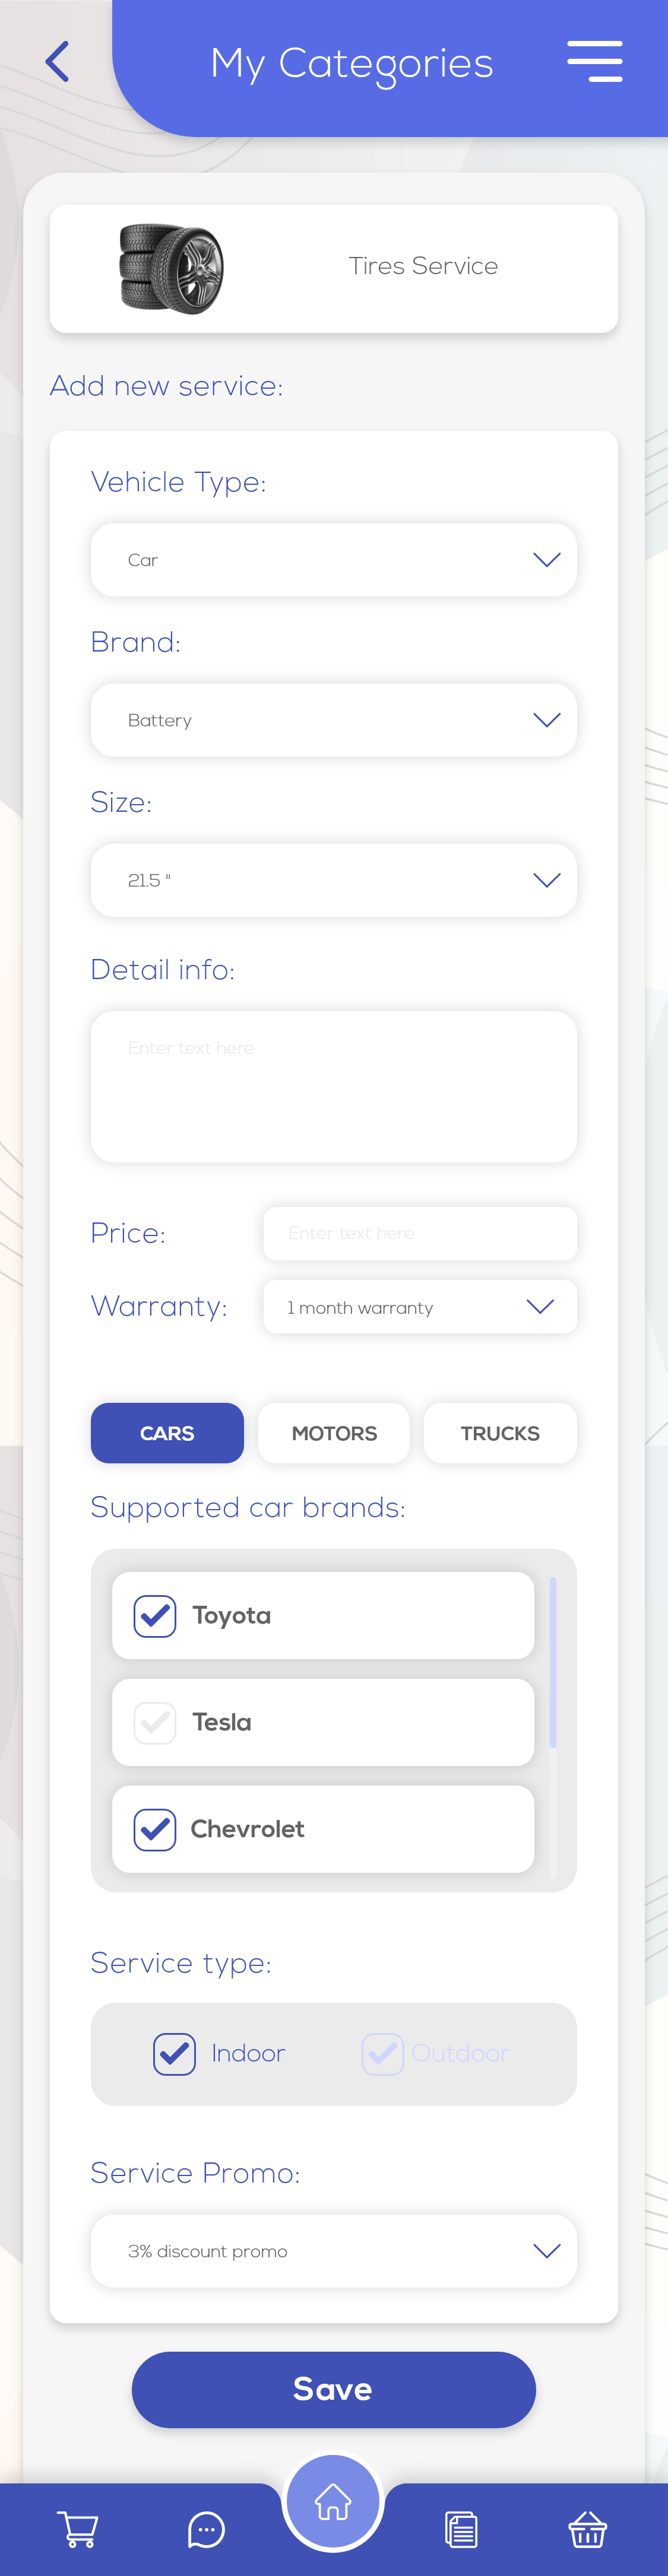 My Categories
Tires Service
Add new service:
Vehicle Type:
Car
Brand:
Battery
Size:
21.5 "
Detail info:
Enter text here
Price:
Enter text here
Warranty:
1 month warranty
CARS MOTORS TRUCKS
Supported car brands:
Toyota
Tesla
Chevrolet
Service type:
Indoor Outdoor
Service Promo:
3% discount promo
Save